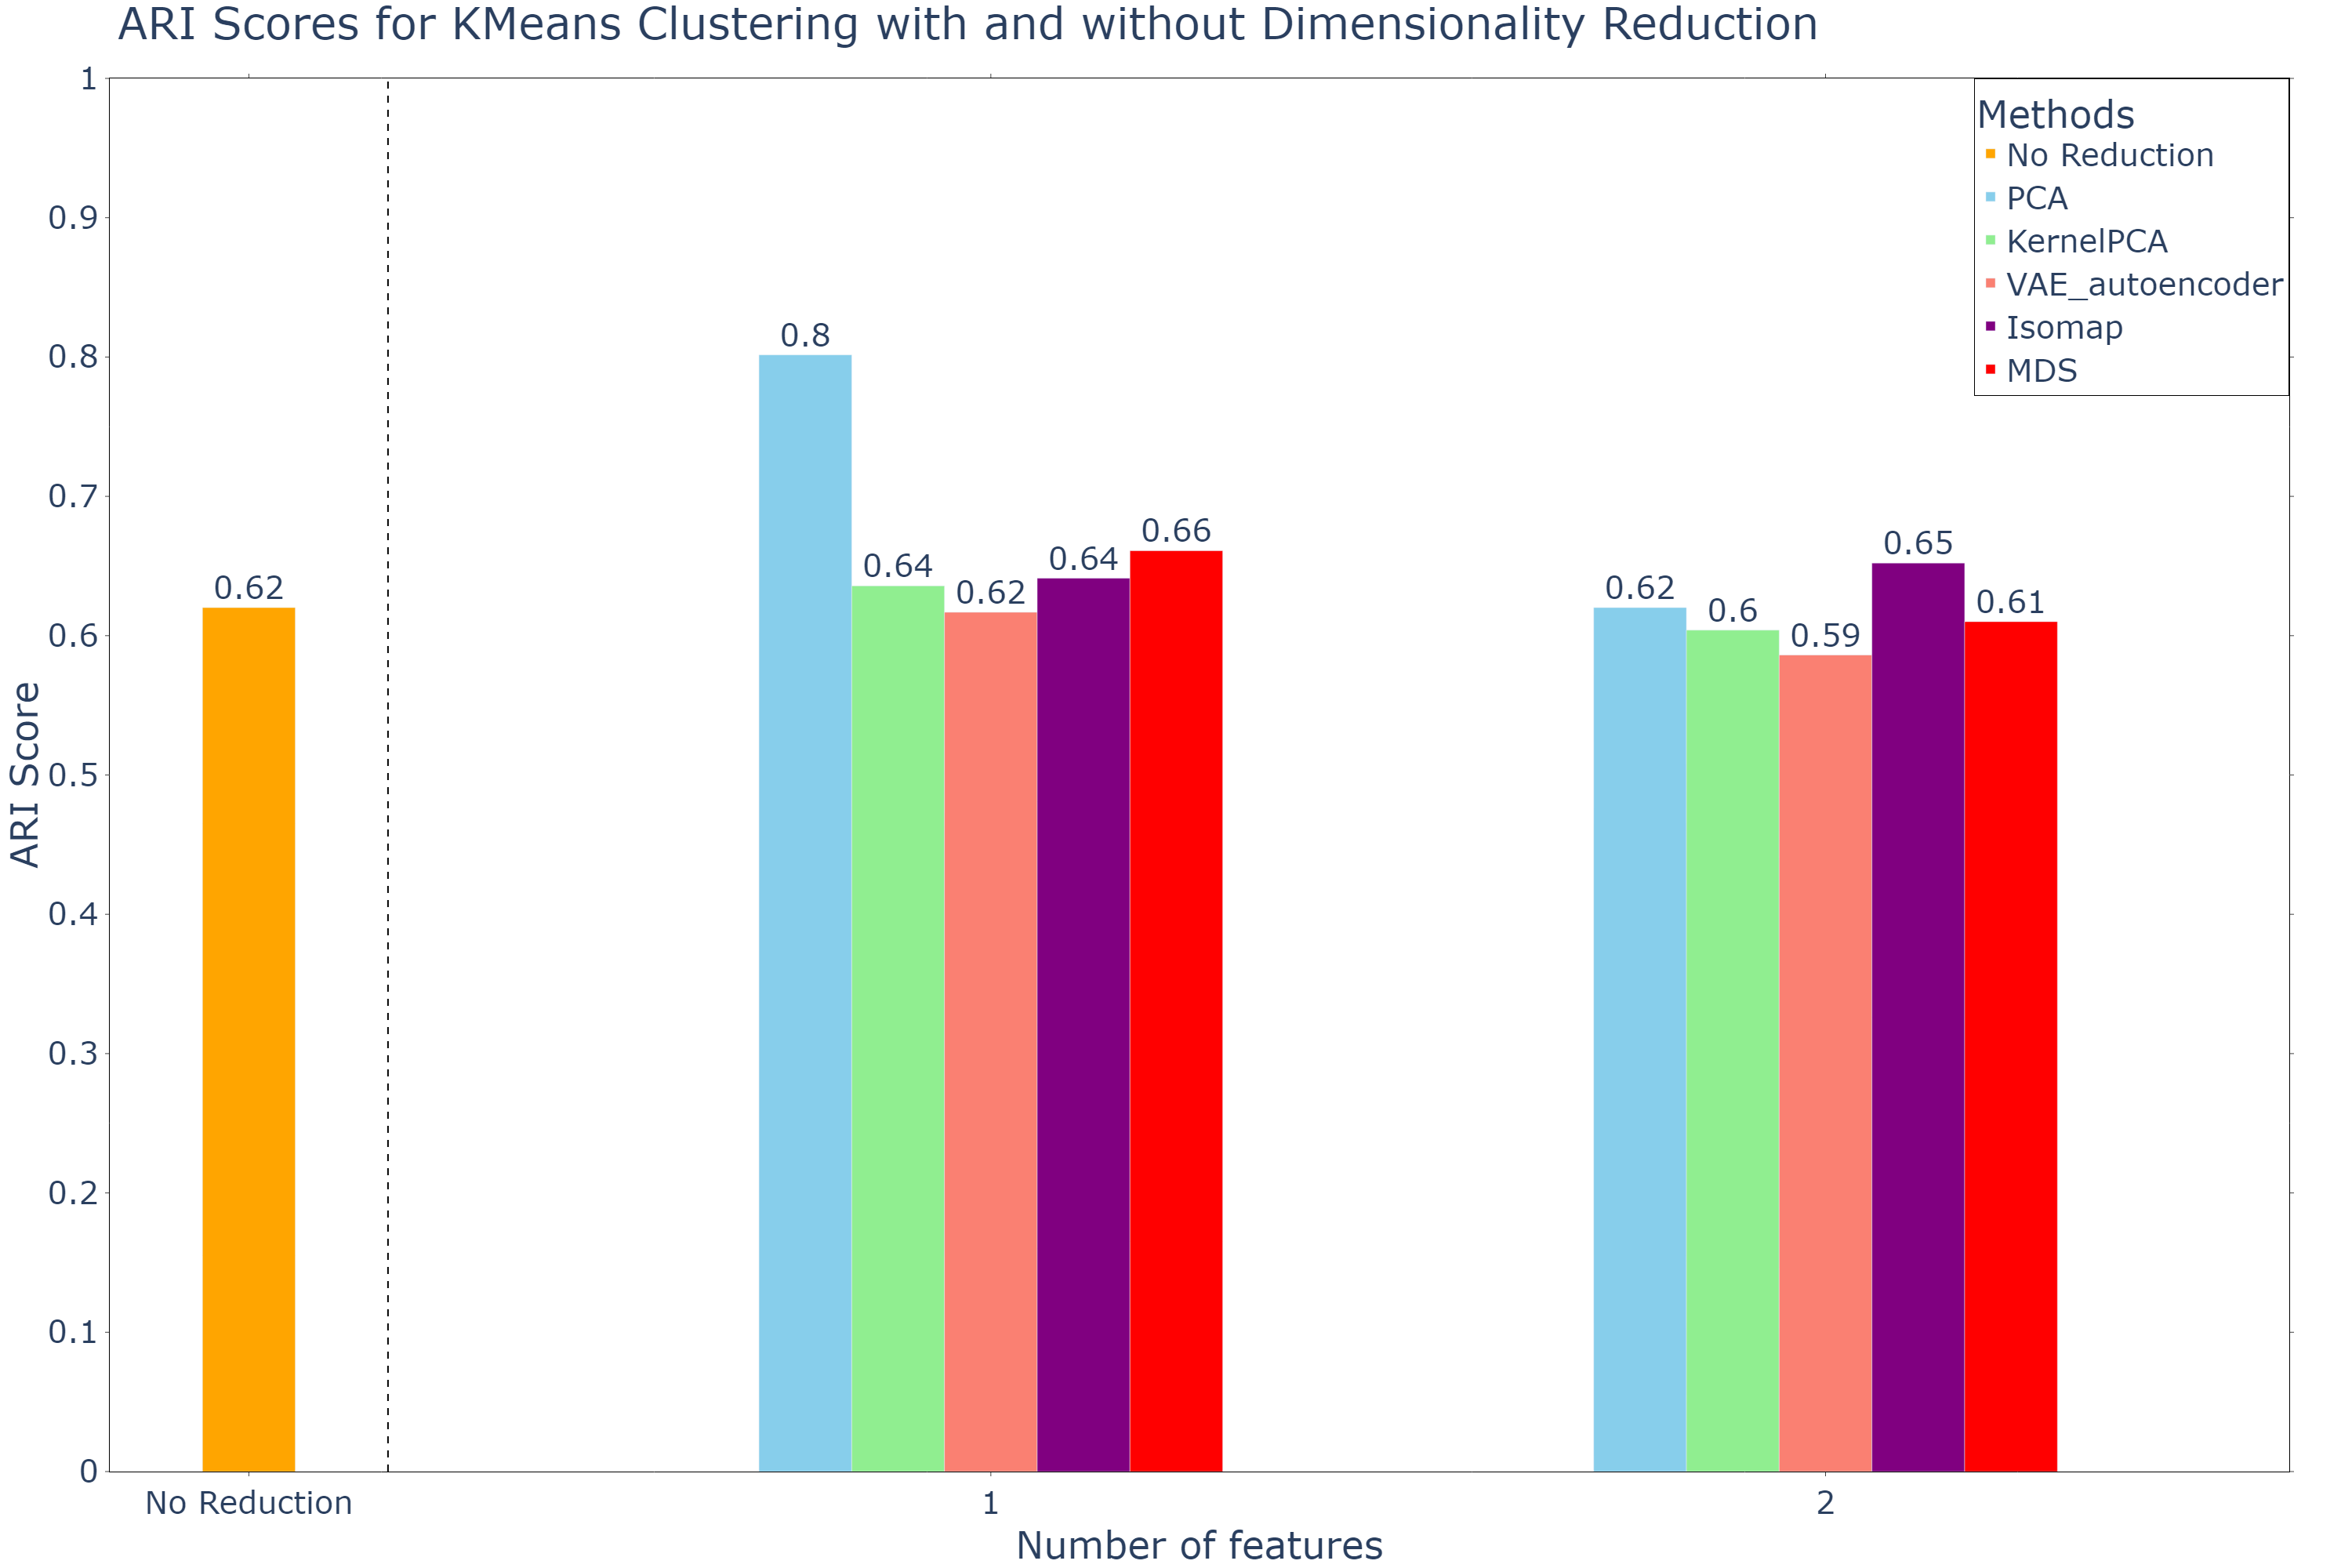 ARI Scores for KMeans Clustering with and without Dimensionality Reduction
Methods
No Reduction
PCA
KernelPCA
VAE_autoencoder
Isomap
MDS
ARI Score
1
0.9
0.8
0.7
0.6
0.5
0.4
0.3
0.2
0.1
0
0.62
0.8
0.64
0.62
0.64
0.66
0.62
0.6
0.59
0.65
0.61
No Reduction
1
2
Number of features